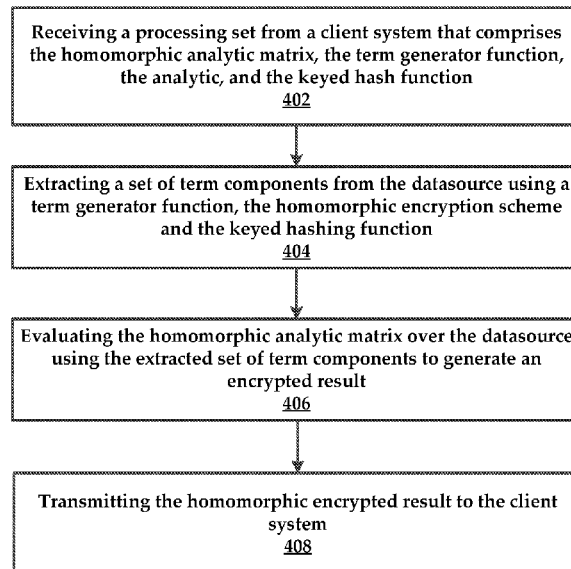 Receiving a processing set from a client system that comprises
the homomorphic analytic matrix, the term generator function,
the analytic, and the keyed hash function
402
Extracting a set of term components from the datasource using a
term generator function, the homomorphic encryption scheme
and the keyed hashing function
404
Evaluating the homomorphic analytic matrix over the datasource
using the extracted set of term components to generate an
encrypted result
406
Transmitting the homomorphic encrypted result to the client
system
408